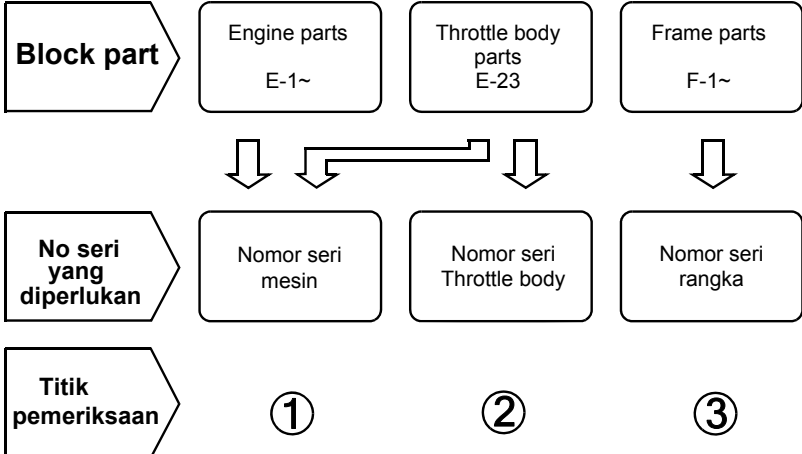 Block part
Engine parts
E-1~
Throttle body
parts
E-23
Frame parts
F-1~
No seri
yang
diperlukan
Nomor seri
mesin
Nomor seri
Throttle body
Nomor seri
rangka
Titik
pemeriksaan
①
②
③